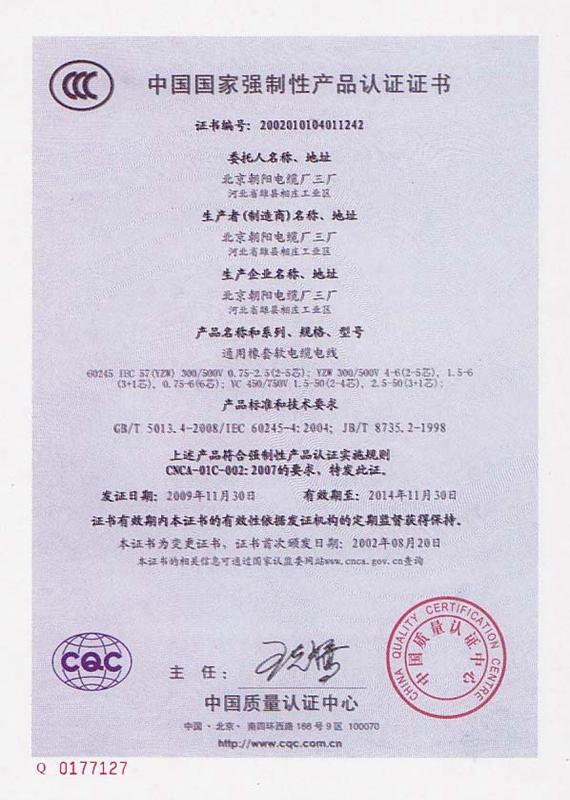 CCC
中国国家强制性产品认证证书
证书编号：2002010104011242
委托人名称、地址
北京朝阳电缆厂三厂
河北省雄县相庄工业区
生产者(制造商)名称、地址
北京朝阳电缆厂三厂
河北省雄县相庄工业区
生产企业名称、地址
北京朝阳电缆厂三厂
河北省雄县相庄工业区
产品名称和系列、规格、型号
通用橡套软电缆电线
60245 IEC 57(YZW) 300/500V 0.75-2.5(2-5芯)；YZW 300/500V 4-6(2-5芯)，1.5-6
(3+1芯)，0.75-6(6芯)；YC 450/750V 1.5-50(2-4芯)，2.5-50(3+1芯)；
产品标准和技术要求
GB/T 5013.4-2008/IEC 60245-4:2004; JB/T 8735.2-1998
上述产品符合强制性产品认证实施规则
CNCA-01C-002:2007的要求，特发此证。
发证日期：2009年11月30日 有效期至：2014年11月30日
证书有效期内本证书的有效性依据发证机构的定期监督获得保持。
本证书为变更证书，证书首次颁发日期：2002年08月20日
本证书的相关信息可通过国家认监委网站www.cnca.gov.cn查询
CQC
主任：
CHINA QUALITY CERTIFICATION CENTRE
中国质量认证中心
中国质量认证中心
中国·北京·南四环西路188号9区 100070
http://www.cqc.com.cn
Q 0177127